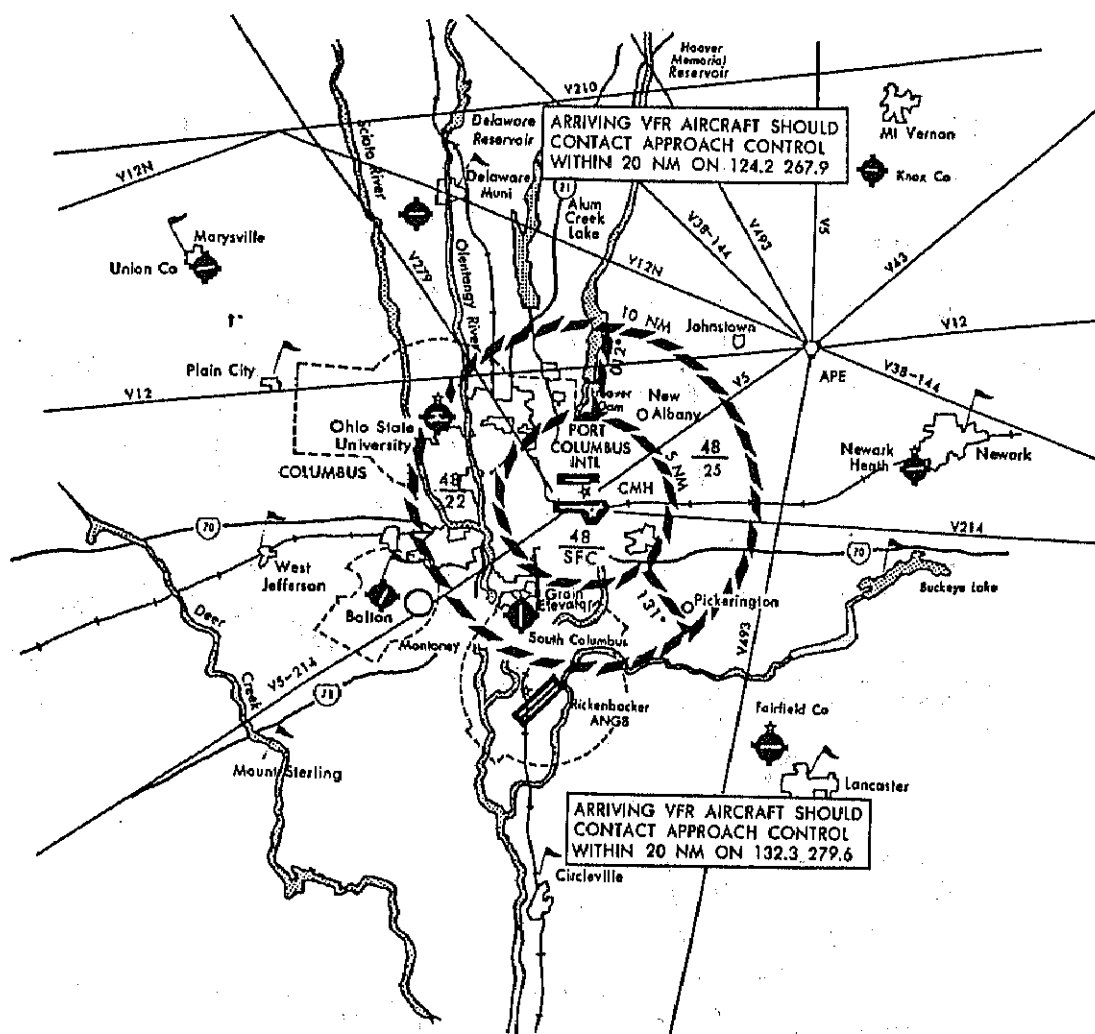 Hoover
Memorial
Reservoir
V210
Scioto River
Delaware
Reservoir
ARRIVING VFR AIRCRAFT SHOULD
CONTACT APPROACH CONTROL
WITHIN 20 NM ON 124.2 267.9
Mt Vernon
V12N
Delaware
Muni
71
Alum
Creek
Lake
Knox Co
V38-144
V493
V5
V43
Marysville
Union Co
V279
Olentangy River
V12N
10 NM
Johnstown
V12
012°
V5
APE
V38-144
Plain City
V12
New
Albany
Ohio State
University
PORT
COLUMBUS
INTL
5 NM
48
25
Newark
Heath
Newark
COLUMBUS
48
22
CMH
70
V214
48
SFC
70
West
Jefferson
Buckeye Lake
Bolton
Grain
Elevator
131°
Pickerington
Deer
Creek
South Columbus
V493
V5-214
71
Rickenbacker
ANGB
Fairfield Co
Mount Sterling
Lancaster
ARRIVING VFR AIRCRAFT SHOULD
CONTACT APPROACH CONTROL
WITHIN 20 NM ON 132.3 279.6
Circleville